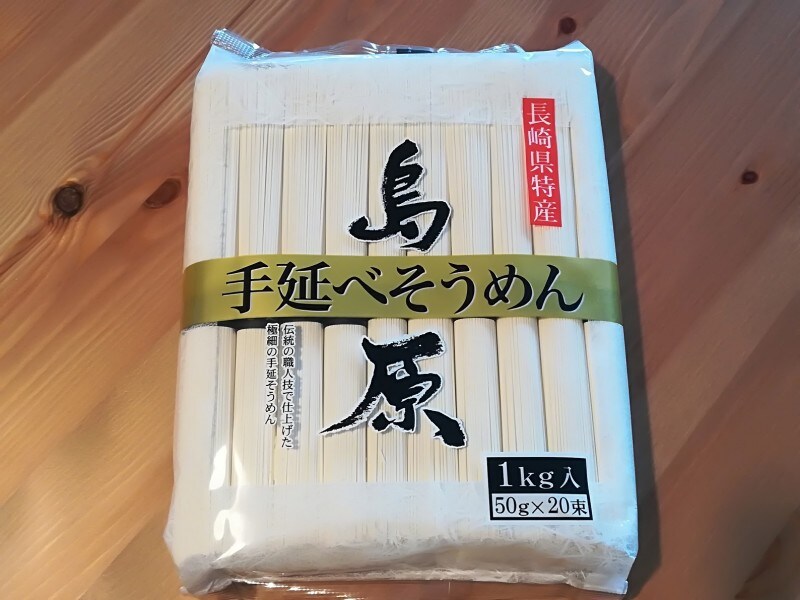 長崎県特産
島原
手延べそうめん
伝統の職人技で仕上げた
極細の手延そうめん
1kg入
50g×20束